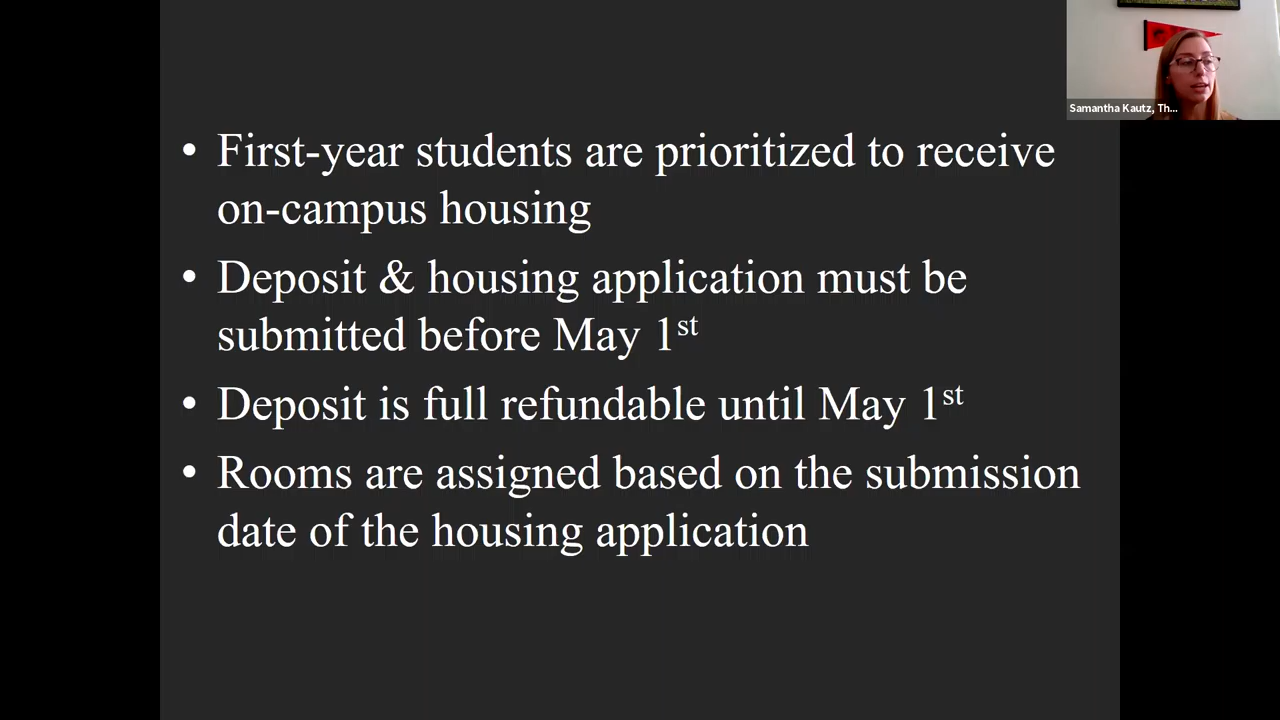 Samantha Kautz, Th...
• First-year students are prioritized to receive
on-campus housing
• Deposit & housing application must be
submitted before May 1st
• Deposit is full refundable until May 1st
• Rooms are assigned based on the submission
date of the housing application